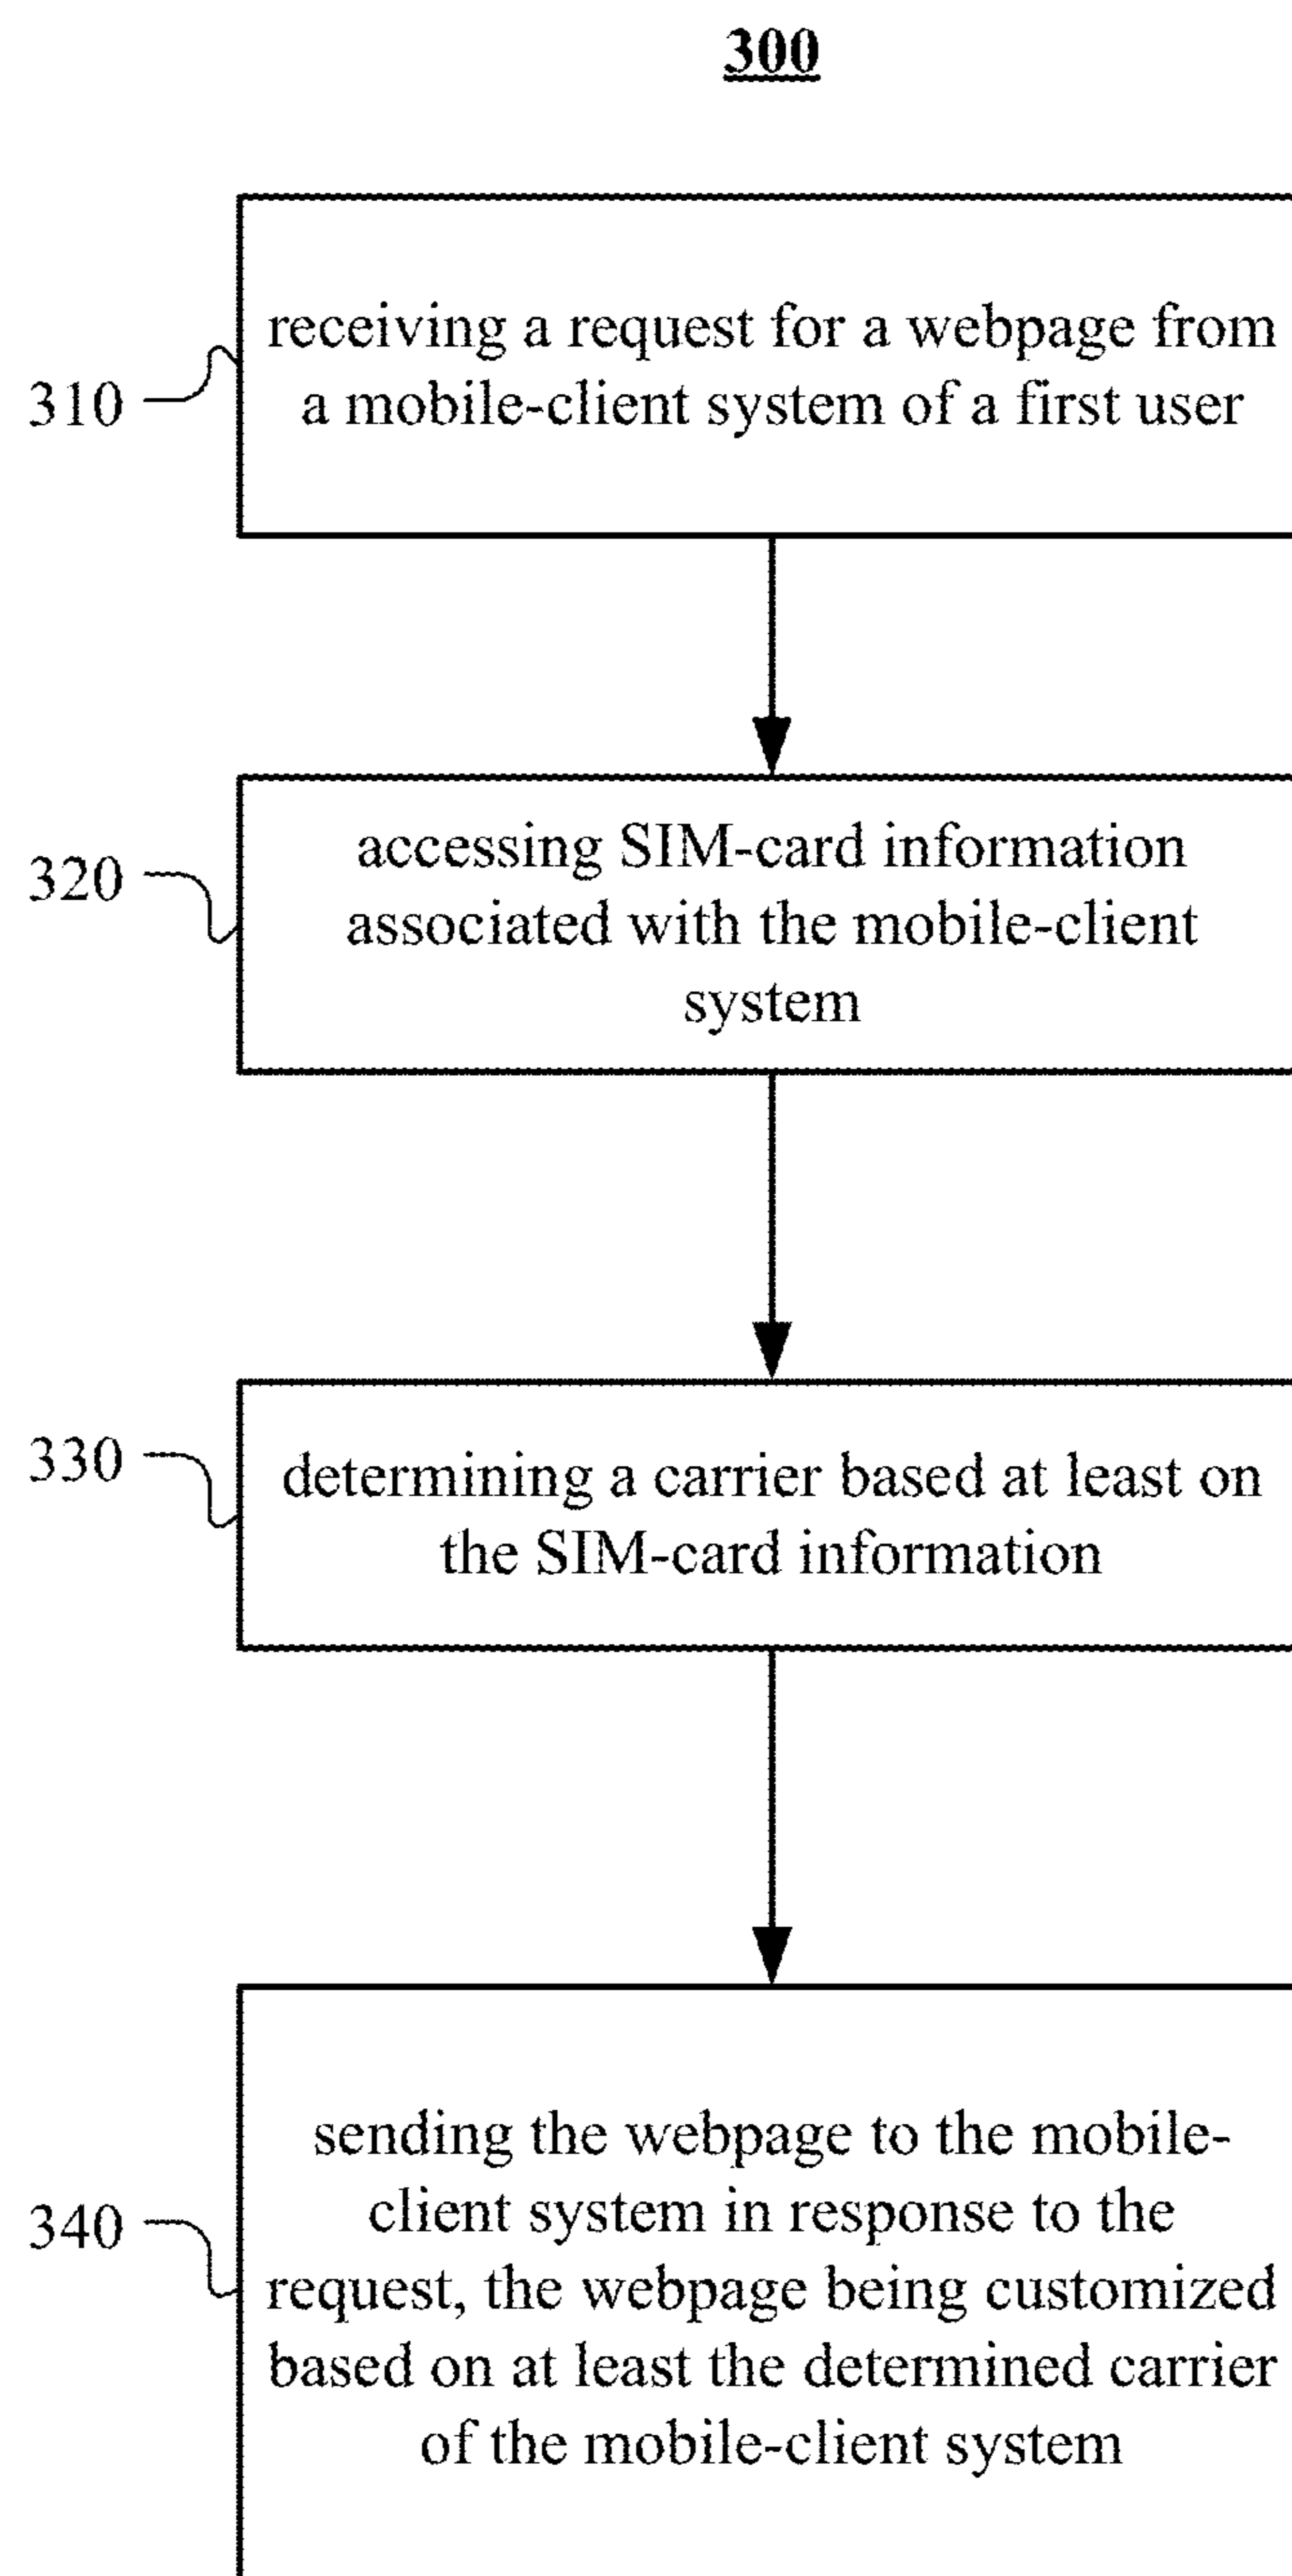 300
receiving a request for a webpage from
310
a mobile-client system of a first user
accessing SIM-card information
320
associated with the mobile-client
system
330
determining a carrier based at least on
the SIM-card information
sending the webpage to the mobile-
client system in response to the
340
request, the webpage being customized
based on at least the determined carrier
of the mobile-client system